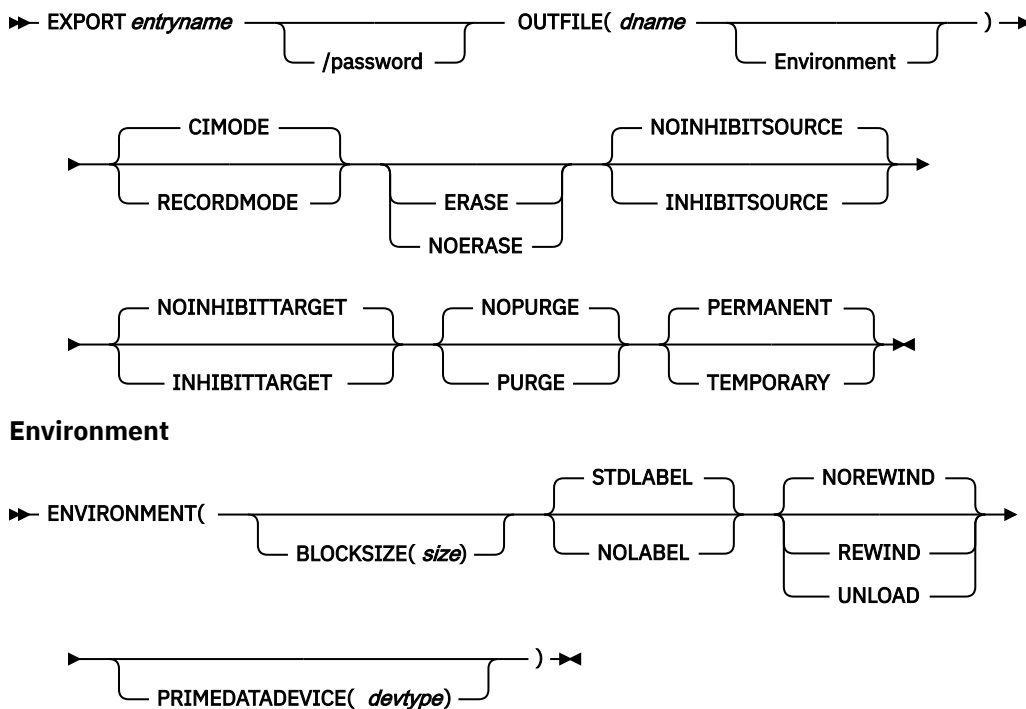 EXPORT entryname OUTFILE( dname )
/password Environment
CIMODE NOINHIBITSOURCE
RECORDMODE ERASE INHIBITSOURCE
NOERASE
NOINHIBITTARGET NOPURGE PERMANENT
INHIBITTARGET PURGE TEMPORARY
Environment
STDLABEL NOREWIND
ENVIRONMENT(
BLOCKSIZE( size) NOLABEL REWIND
UNLOAD
)
PRIMEDATADEVICE( devtype)